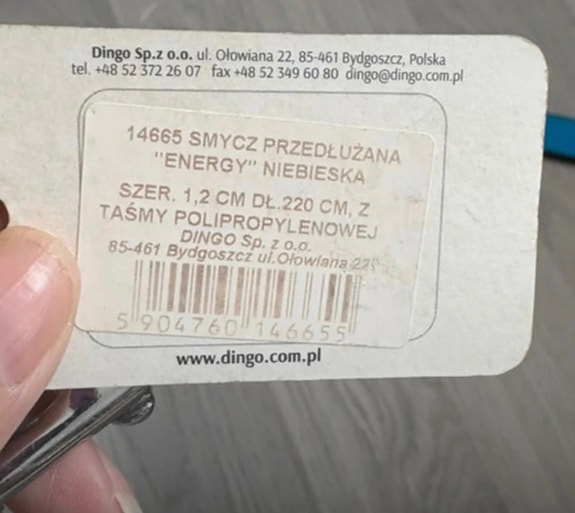 Dingo Sp.z o.o. ul. Ołowiana 22, 85-461 Bydgoszcz, Polska
tel. +48 52 372 26 07 fax +48 52 349 60 80 dingo@dingo.com.pl
14665 SMYCZ PRZEDŁUŻANA
"ENERGY" NIEBIESKA
SZER. 1,2 CM DŁ.220 CM, Z
TAŚMY POLIPROPYLENOWEJ
DINGO Sp. z o.o.
85-461 Bydgoszcz ul.Ołowiana 22
5 904760 146655
www.dingo.com.pl